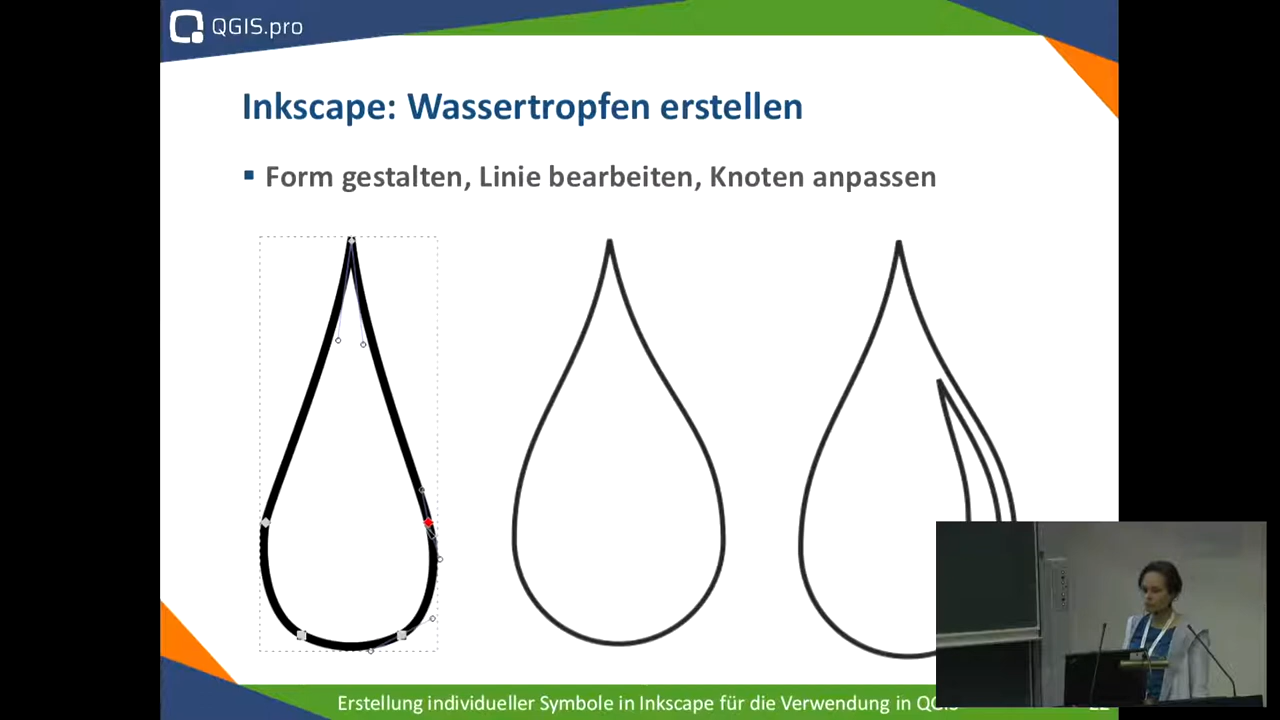 QGIS.pro
Inkscape: Wassertropfen erstellen
Form gestalten, Linie bearbeiten, Knoten anpassen
Erstellung individueller Symbole in Inkscape für die Verwendung in QGIS